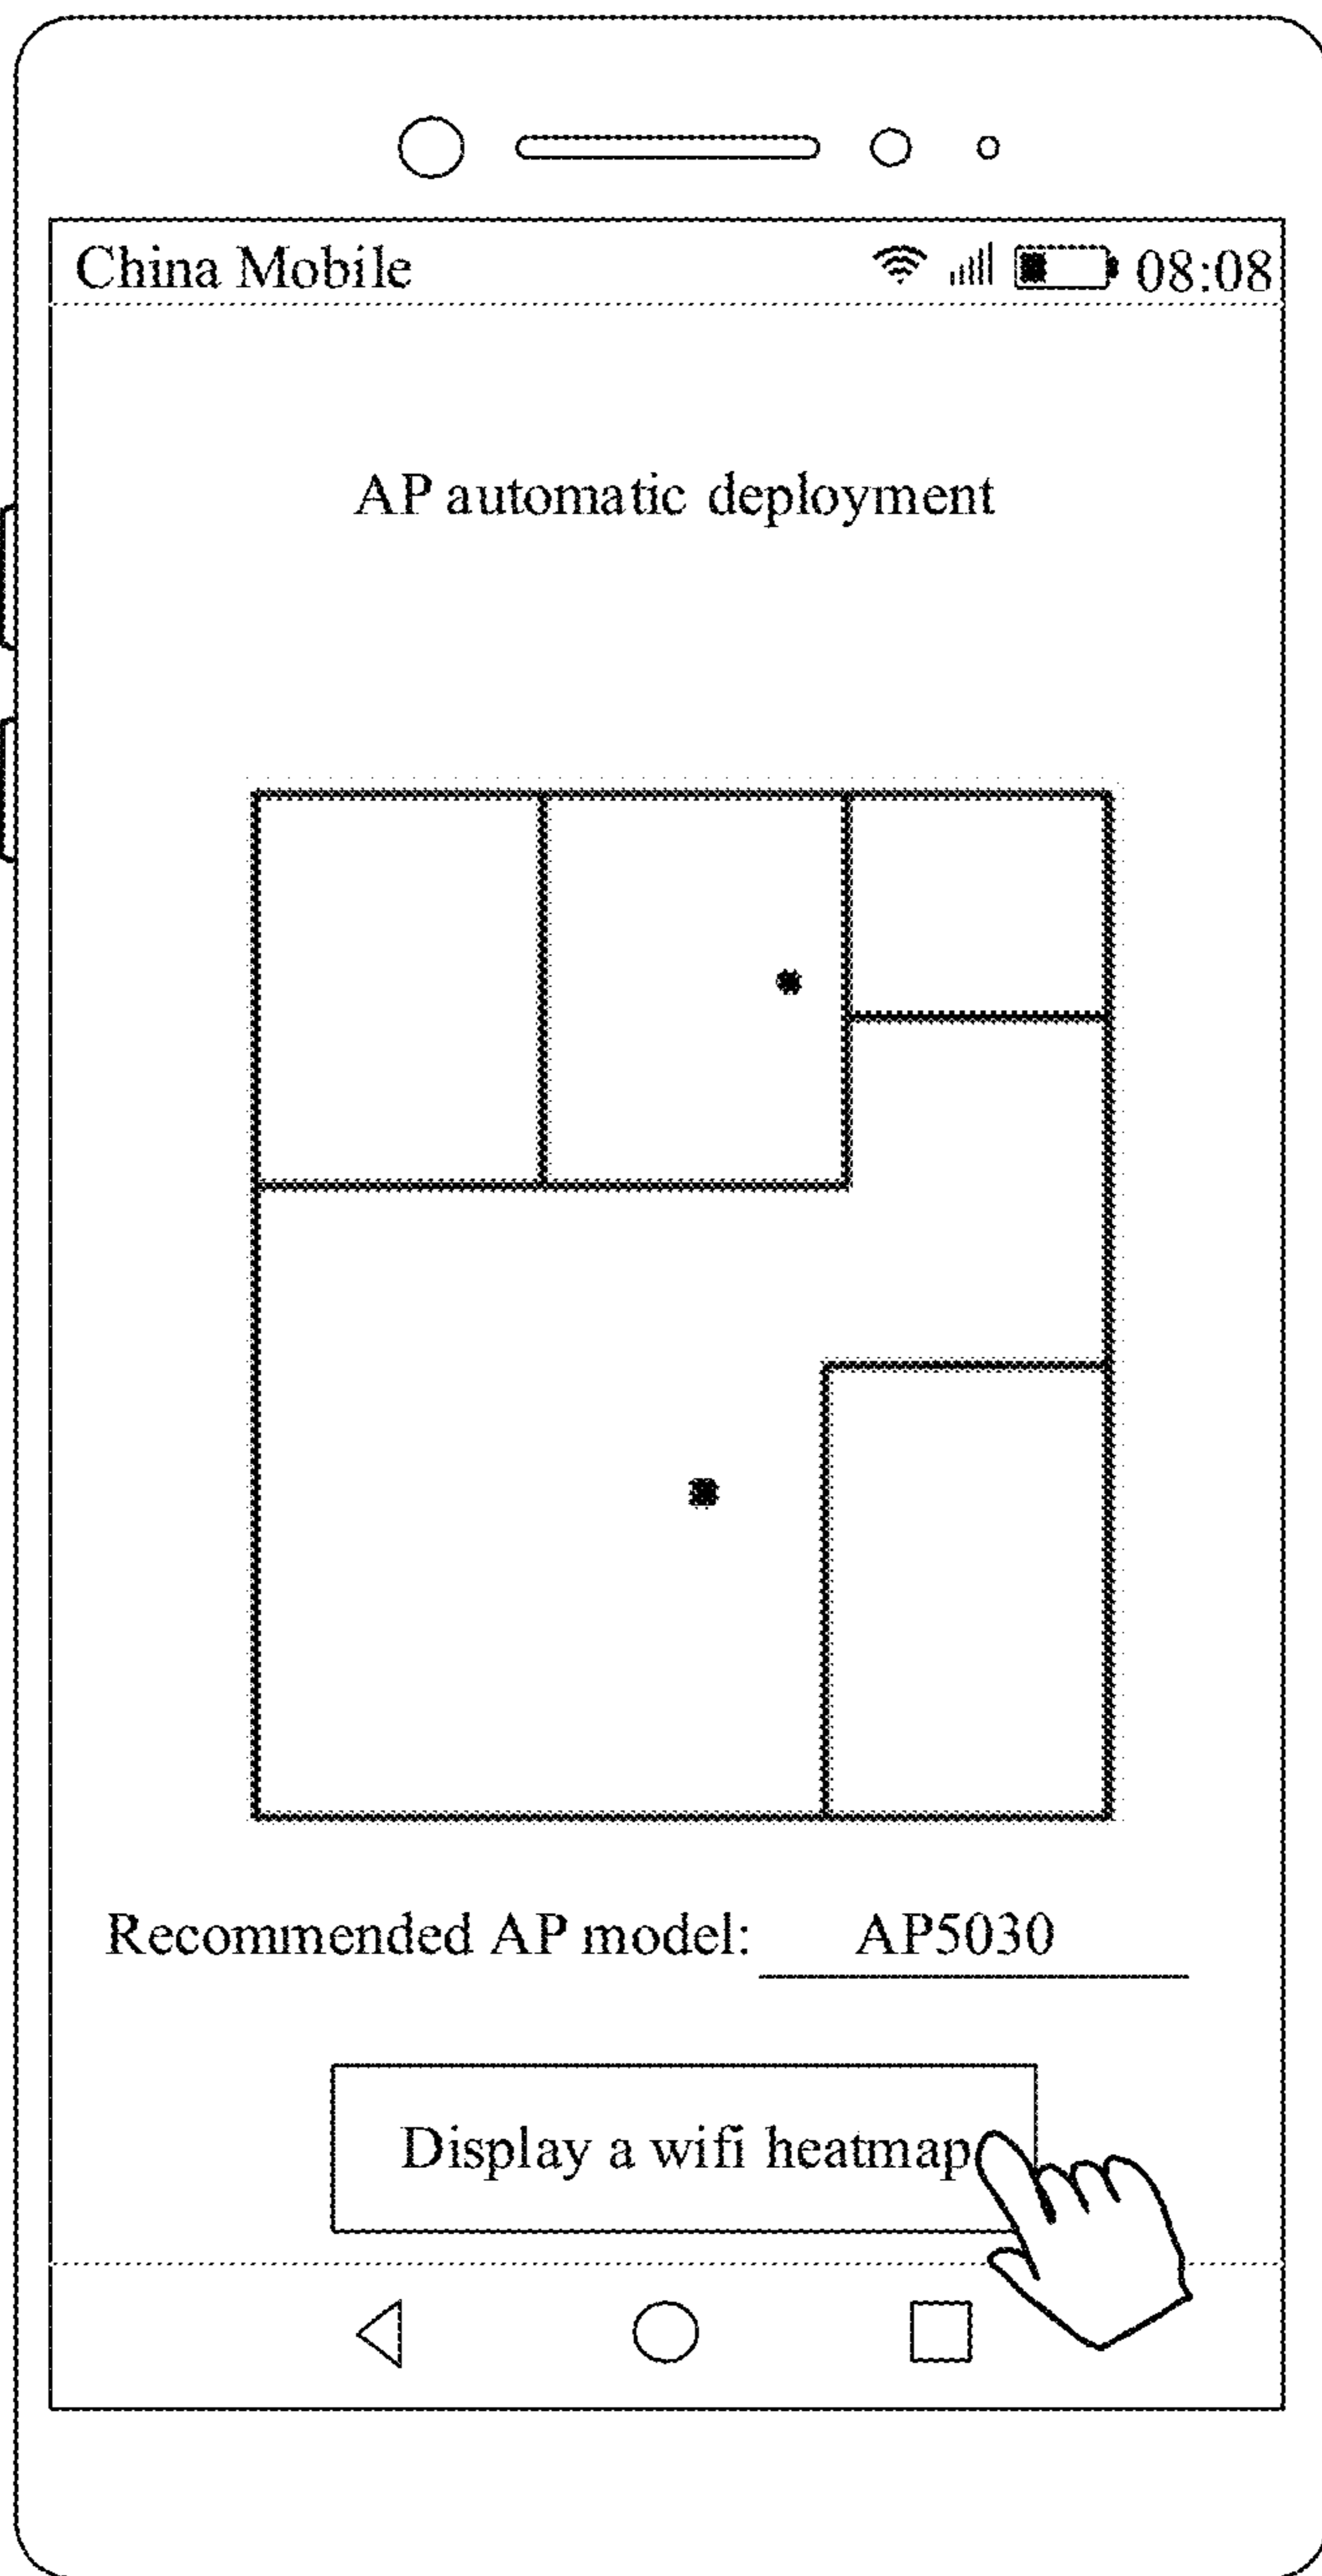 China Mobile 08:08
AP automatic deployment
Recommended AP model: AP5030
Display a wifi heatmap